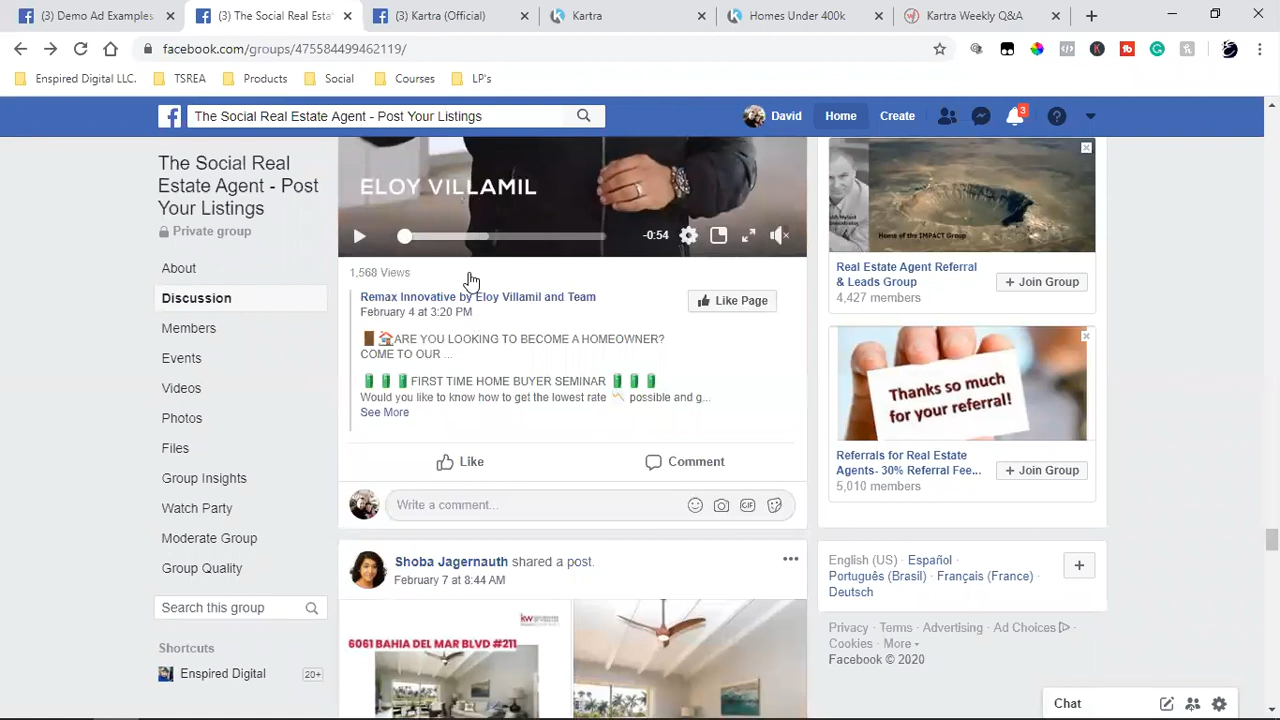 (3) Demo Ad Examples
(3) The Social Real Esta
(3) Kartra (Official)
Kartra
Homes Under 400k
Kartra Weekly Q&A
facebook.com/groups/475584499462119/
Enspired Digital LLC.
TSREA
Products
Social
Courses
LP's
The Social Real Estate Agent - Post Your Listings
David
Home
Create
3
The Social Real
Estate Agent - Post
Your Listings
Private group
About
Discussion
Members
Events
Videos
Photos
Files
Group Insights
Watch Party
Moderate Group
Group Quality
Search this group
Shortcuts
Enspired Digital
20+
ELOY VILLAMIL
-0:54
1,568 Views
Remax Innovative by Eloy Villamil and Team
February 4 at 3:20 PM
Like Page
ARE YOU LOOKING TO BECOME A HOMEOWNER?
COME TO OUR ...
FIRST TIME HOME BUYER SEMINAR
Would you like to know how to get the lowest rate possible and g...
See More
Like
Comment
Write a comment...
GIF
Shoba Jagernauth shared a post.
February 7 at 8:44 AM
kw
6061 BAHIA DEL MAR BLVD #211
Home of the IMPACT Group
Real Estate Agent Referral
& Leads Group
4,427 members
+ Join Group
Thanks so much
for your referral!
Referrals for Real Estate
Agents- 30% Referral Fee...
5,010 members
+ Join Group
English (US) · Español ·
Português (Brasil) · Français (France) ·
Deutsch
Privacy · Terms · Advertising · Ad Choices ·
Cookies · More
Facebook © 2020
Chat